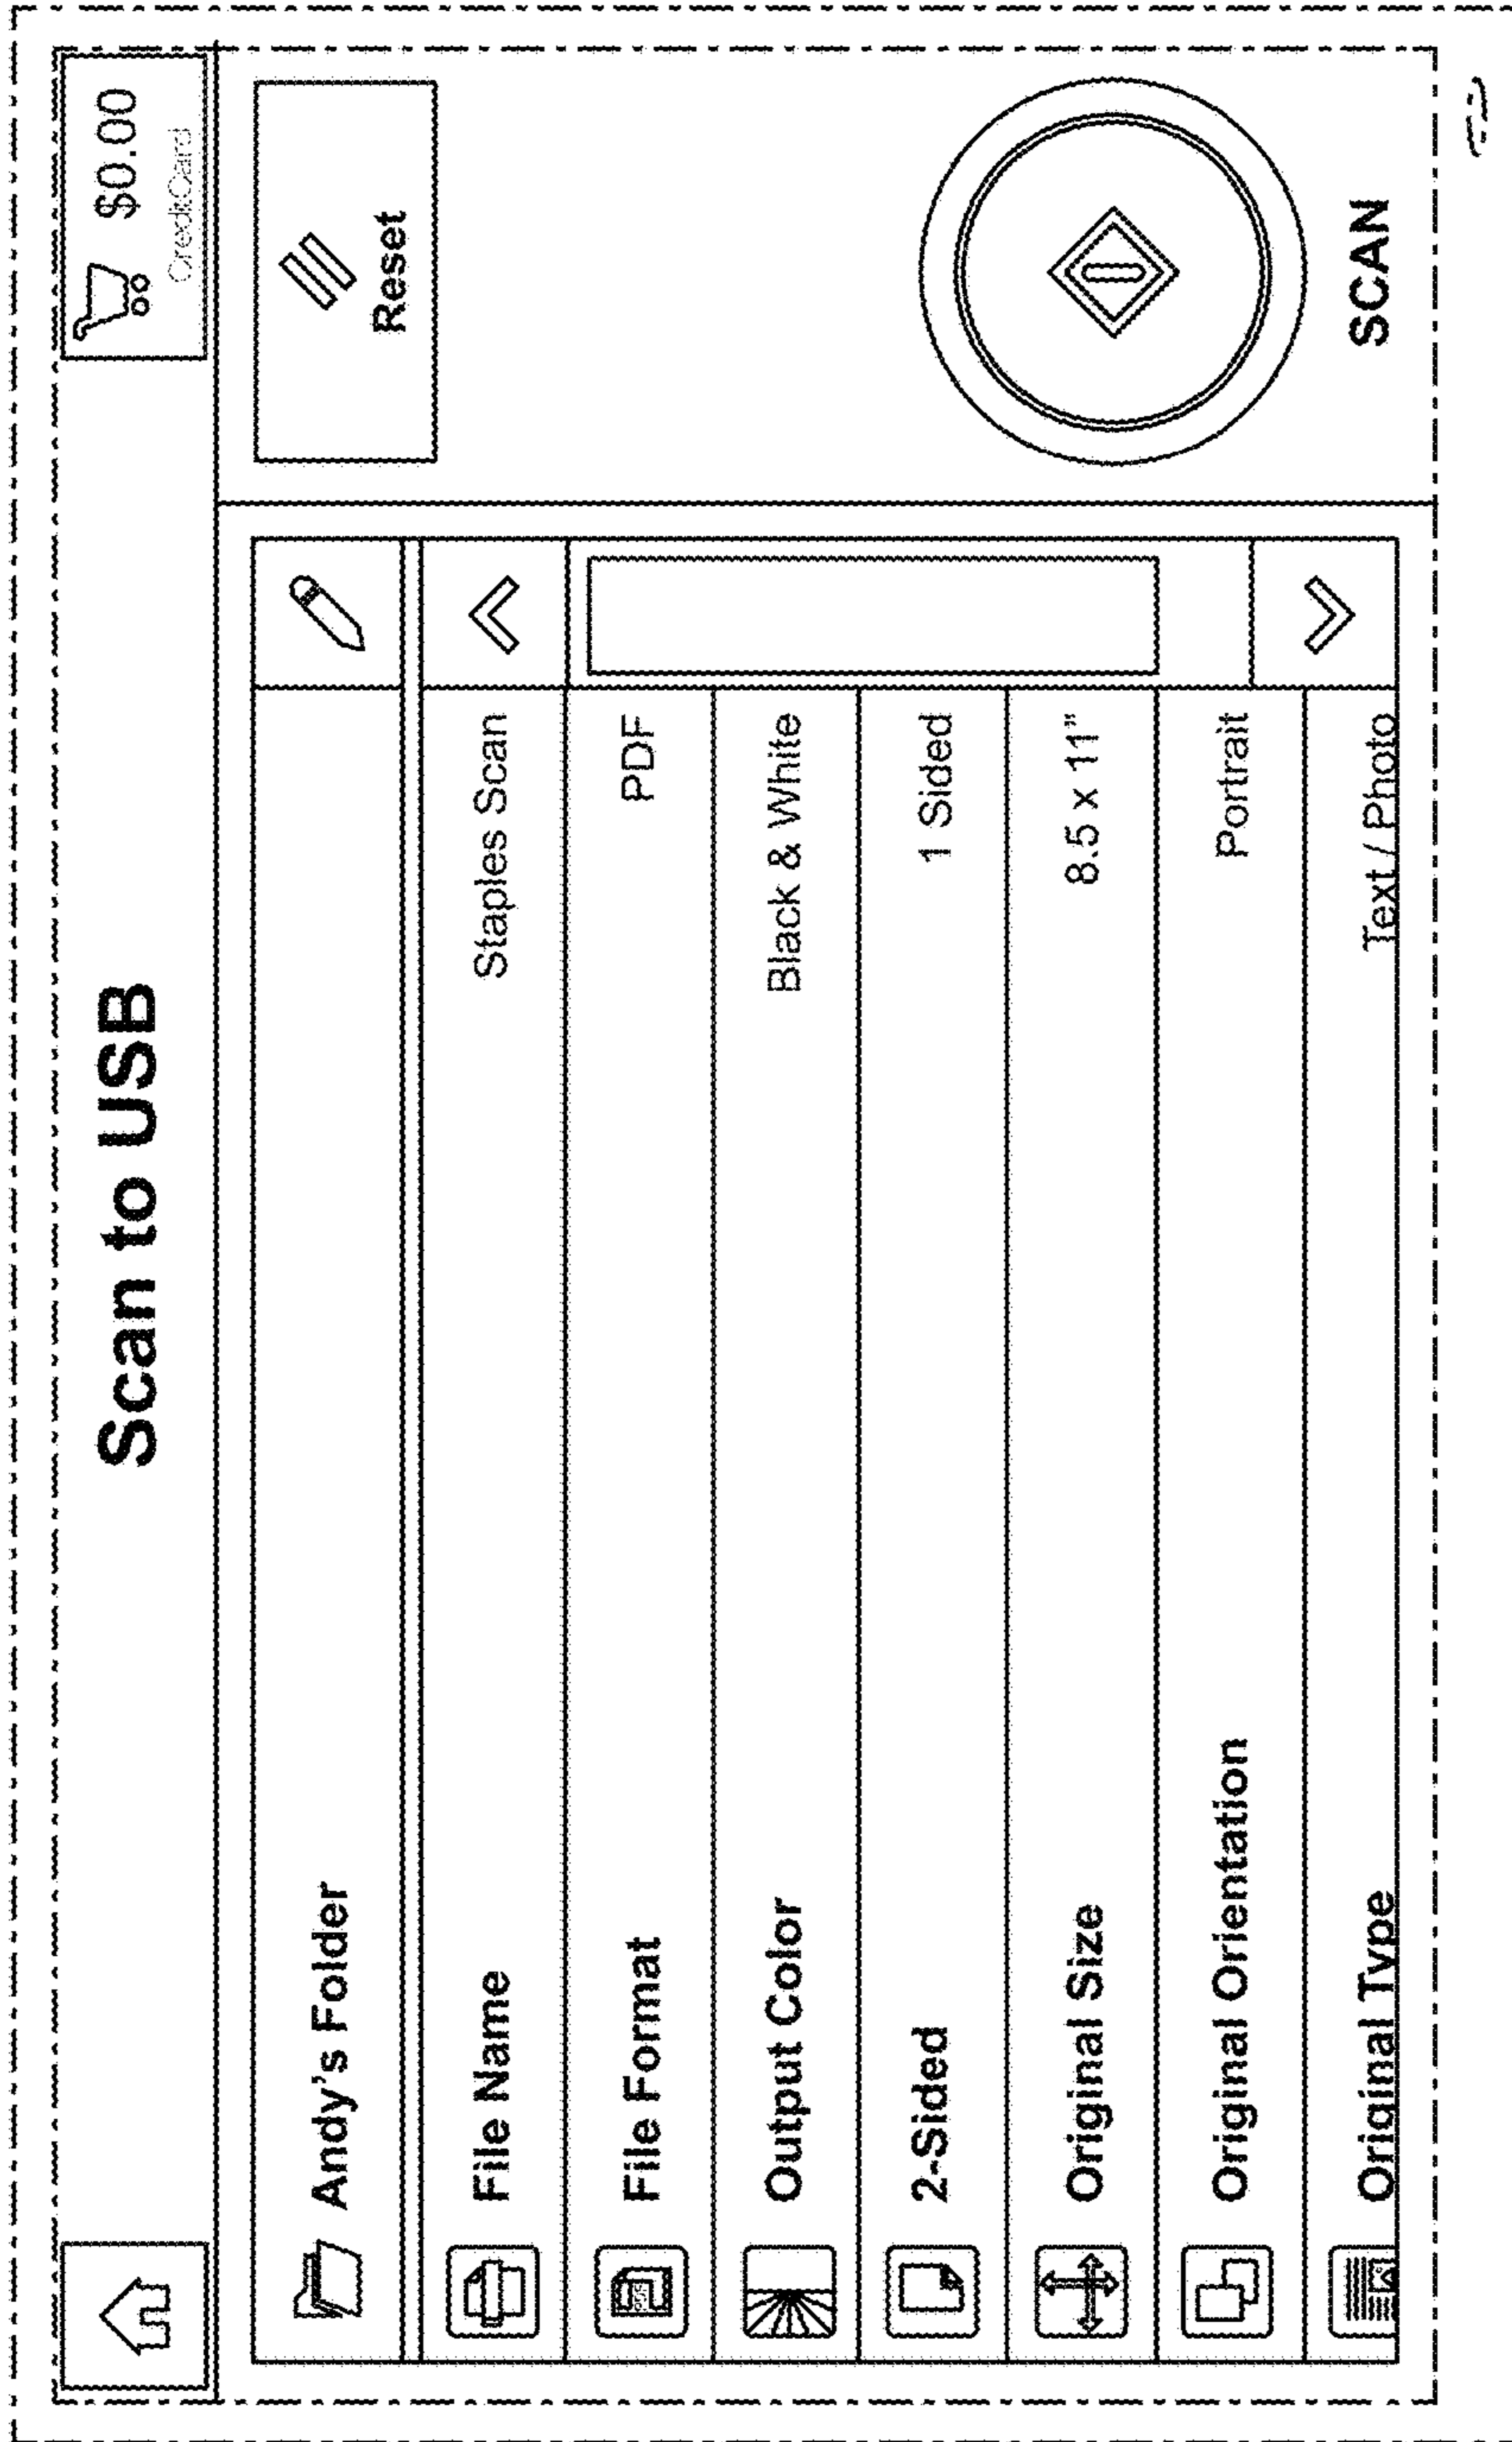 Scan to USB
$0.00
CreditCard
Andy's Folder
Reset
File Name Staples Scan
File Format PDF
Output Color Black & White
2-Sided 1 Sided
Original Size 8.5 x 11"
Original Orientation Portrait
Original Type Text / Photo
SCAN